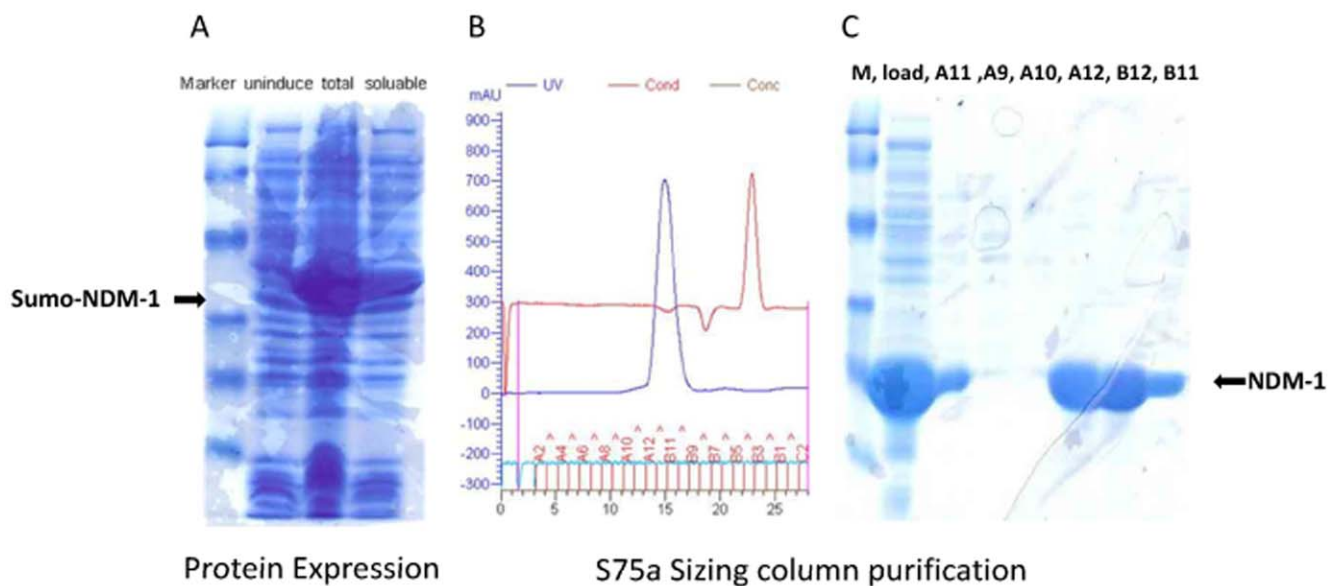 A
B
C
Marker uninduce total soluable
UV
Cond
Conc
M, load, A11 ,A9, A10, A12, B12, B11
mAU
900
800
700
600
500
400
300
200
100
0
-100
-200
-300
Sumo-NDM-1
NDM-1
A2
A4
A6
A8
A10
A12
B11
B9
B7
B5
B3
B1
C2
0
5
10
15
20
25
Protein Expression
S75a Sizing column purification